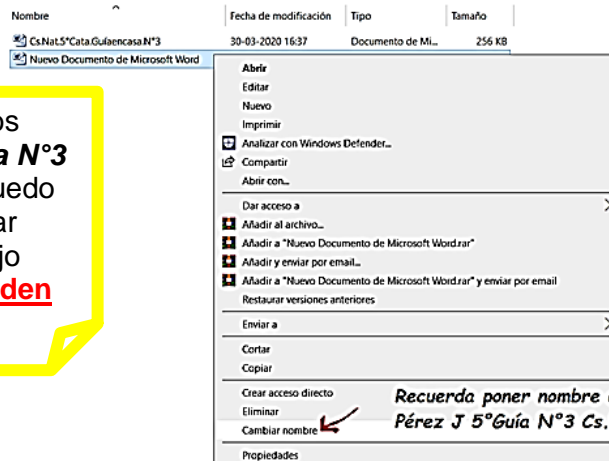 Nombre Fecha de modificación Tipo Tamaño
Cs.Nat.5°Cata.Guíaencasa.N°3 30-03-2020 16:37 Documento de Mi... 256 KB
Nuevo Documento de Microsoft Word
os
a N°3
uedo
ar
jo
den
Abrir
Editar
Nuevo
Imprimir
Analizar con Windows Defender...
Compartir
Abrir con...
Dar acceso a
Añadir al archivo...
Añadir a "Nuevo Documento de Microsoft Word.rar"
Añadir y enviar por email...
Añadir a "Nuevo Documento de Microsoft Word.rar" y enviar por email
Restaurar versiones anteriores
Enviar a
Cortar
Copiar
Crear acceso directo
Eliminar
Cambiar nombre
Propiedades
Recuerda poner nombre
Pérez J 5°Guía N°3 Cs.